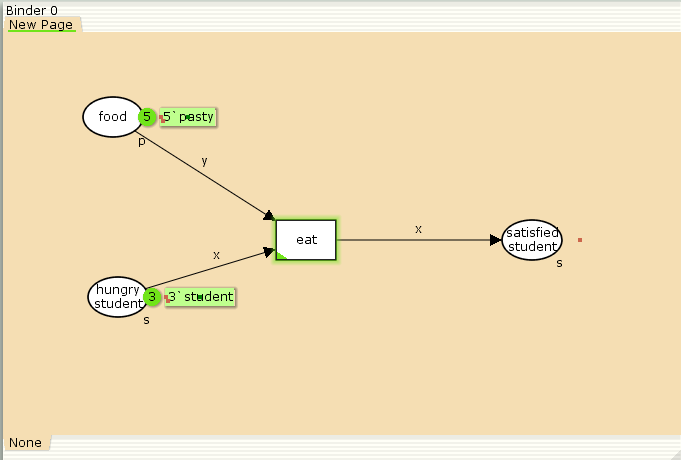 Binder 0
New Page
food
5
5`pasty
p
y
eat
x
x
satisfied
student
s
hungry
student
3
3`student
s
None